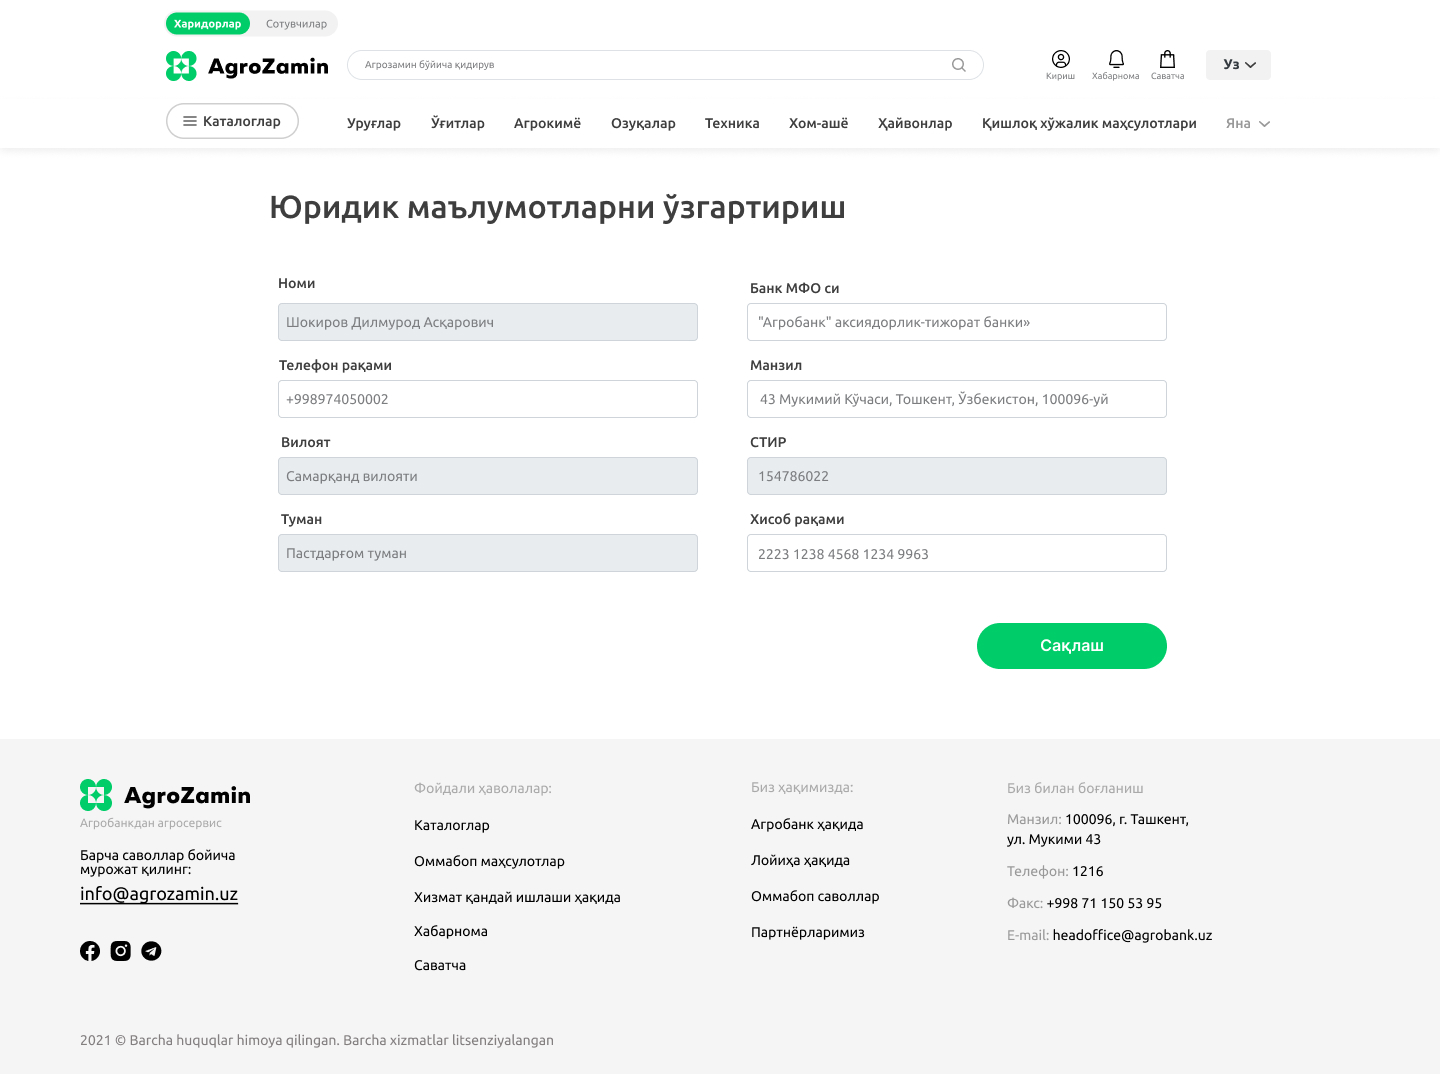 Харидорлар
Сотувчилар
AgroZamin
Агрозамин бўйича қидирув
Кириш
Хабарнома
Саватча
Уз
Каталоглар
Уруғлар
Ўғитлар
Агрокимё
Озуқалар
Техника
Хом-ашё
Ҳайвонлар
Қишлоқ хўжалик маҳсулотлари
Яна
Юридик маълумотларни ўзгартириш
Номи
Шокиров Дилмурод Асқарович
Телефон рақами
+998974050002
Вилоят
Самарқанд вилояти
Туман
Пастдарғом туман
Банк МФО си
"Агробанк" аксиядорлик-тижорат банки»
Манзил
43 Мукимий Кўчаси, Тошкент, Ўзбекистон, 100096-уй
СТИР
154786022
Хисоб рақами
2223 1238 4568 1234 9963
Сақлаш
AgroZamin
Агробанкдан агросервис
Барча саволлар бойича
мурожат қилинг:
info@agrozamin.uz
Фойдали ҳаволалар:
Каталоглар
Оммабоп маҳсулотлар
Хизмат қандай ишлаши ҳақида
Хабарнома
Саватча
Биз ҳақимизда:
Агробанк ҳақида
Лойиҳа ҳақида
Оммабоп саволлар
Партнёрларимиз
Биз билан боғланиш
Манзил: 100096, г. Ташкент,
ул. Мукими 43
Телефон: 1216
Факс: +998 71 150 53 95
E-mail: headoffice@agrobank.uz
2021 © Barcha huquqlar himoya qilingan. Barcha xizmatlar litsenziyalangan